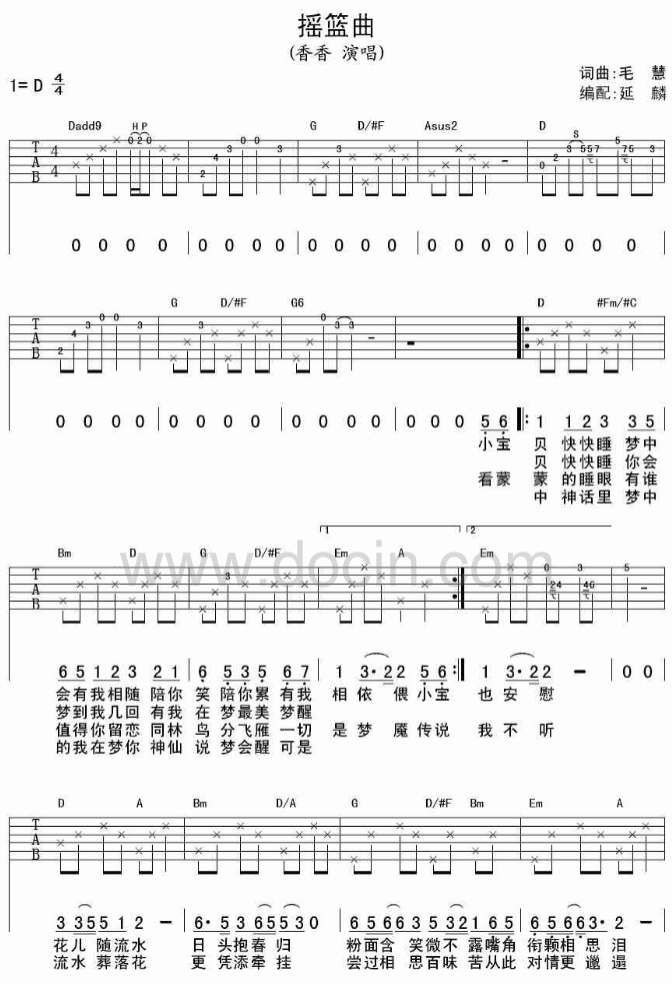 摇篮曲
(香香 演唱)
1= D 4/4
词曲:毛 慧
编配:延 麟
Dadd9 H P G D/#F Asus2 D S
0 0 0 0 | 0 0 0 0 | 0 0 0 0 | 0 0 0 0 | 0 0 0 0
G D/#F G6 D #Fm/#C
0 0 0 0 | 0 0 0 0 | 0 0 0 0 | 0 0 0 5 6 1 1 2 3 3 5
小宝 贝 快快睡 梦中
贝 快快睡 你会
看蒙 蒙 的睡眼 有谁
中 神话里 梦中
www.docin.com
1 2
Bm D G D/#F Em A Em
6 5 1 2 3 2 1 | 6 5 3 5 6 7 | 1 3·2 2 5 6 1 3·2 2 – | 0 0
会有我相随陪你 笑 陪你累 有我 相 依 偎 小宝 也 安 慰
梦到我几回 有我 在 梦最美 梦醒
值得你留恋 同林 鸟 分飞雁 一切 是 梦 魇 传说 我 不 听
的我在梦你 神仙 说 梦会醒 可是
D A Bm D/A G D/#F Bm Em A
3 3 5 5 1 2 – | 6· 5 3 6 5 5 3 0 | 6 5 6 6 3 5 3 2 1 6 5 | 6 5 6 6 3· 2
花儿 随流水 日 头抱春 归 粉面含 笑微不 露嘴角 衔颗相 思 泪
流水 葬落花 更 凭添牵 挂 尝过相 思百味 苦从此 对情更 邋 遢